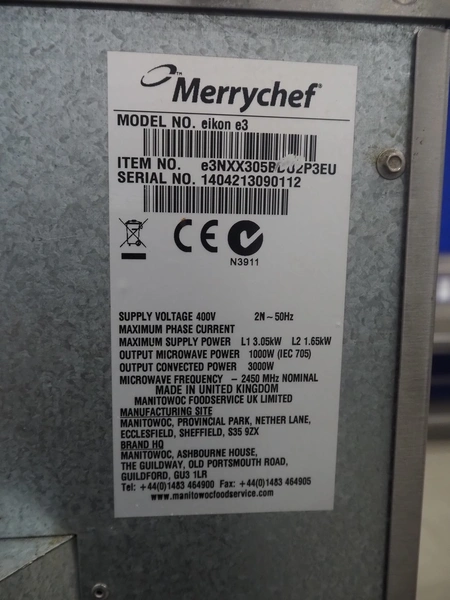 Merrychef
MODEL NO. eikon e3
ITEM NO. e3NXX305
SERIAL NO. 1404213090112
CE
N3911
SUPPLY VOLTAGE 400V 2N ~ 50Hz
MAXIMUM PHASE CURRENT
MAXIMUM SUPPLY POWER L1 3.05kW L2 1.65kW
OUTPUT MICROWAVE POWER 1000W (IEC 705)
OUTPUT CONVECTED POWER 3000W
MICROWAVE FREQUENCY - 2450 MHz NOMINAL
MADE IN UNITED KINGDOM
MANITOWOC FOODSERVICE UK LIMITED
MANUFACTURING SITE
MANITOWOC, PROVINCIAL PARK, NETHER LANE,
ECCLESFIELD, SHEFFIELD, S35 9ZX
BRAND HQ
MANITOWOC, ASHBOURNE HOUSE,
THE GUILDWAY, OLD PORTSMOUTH ROAD,
GUILDFORD, GU3 1LR
Tel: +44(0)1483 464900 Fax: +44(0)1483 464905
www.manitowocfoodservice.com